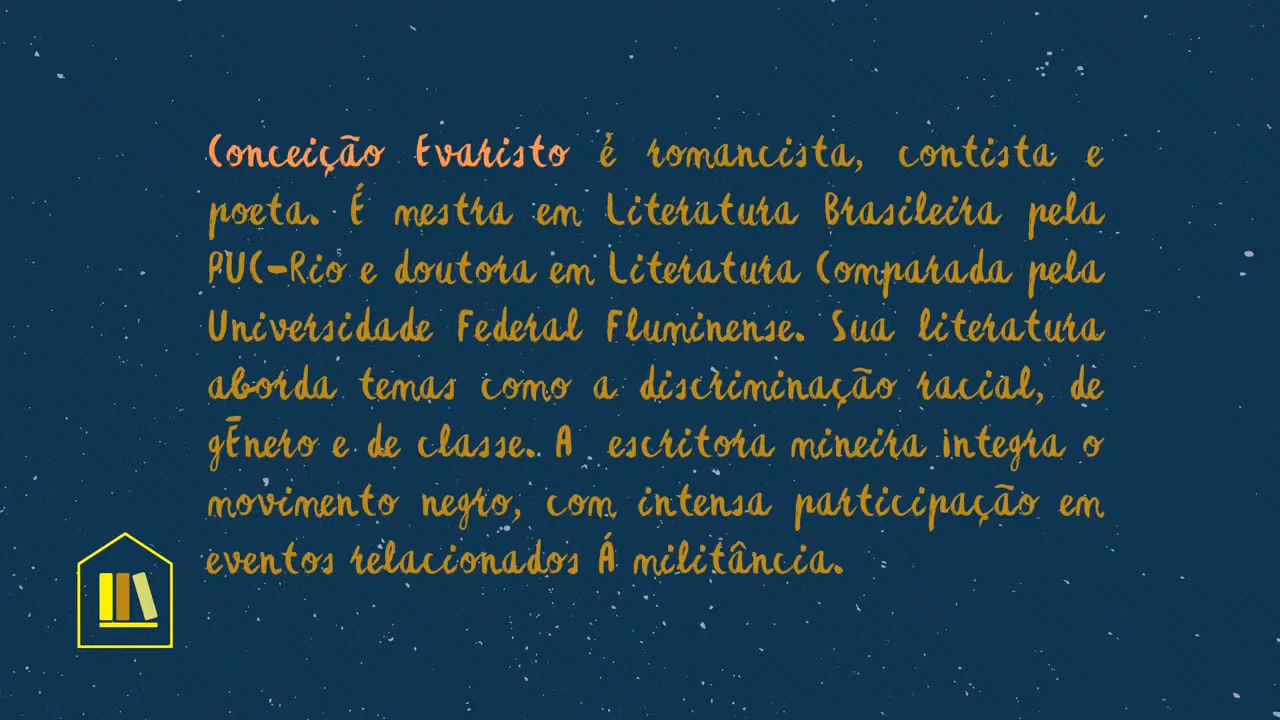 Conceição Evaristo é romancista, contista e
poeta. É mestra em Literatura Brasileira pela
PUC-Rio e doutora em Literatura Comparada pela
Universidade Federal Fluminense. Sua literatura
aborda temas como a discriminação racial, de
gĒnero e de classe. A escritora mineira integra o
movimento negro, com intensa participação em
eventos relacionados Á militância.